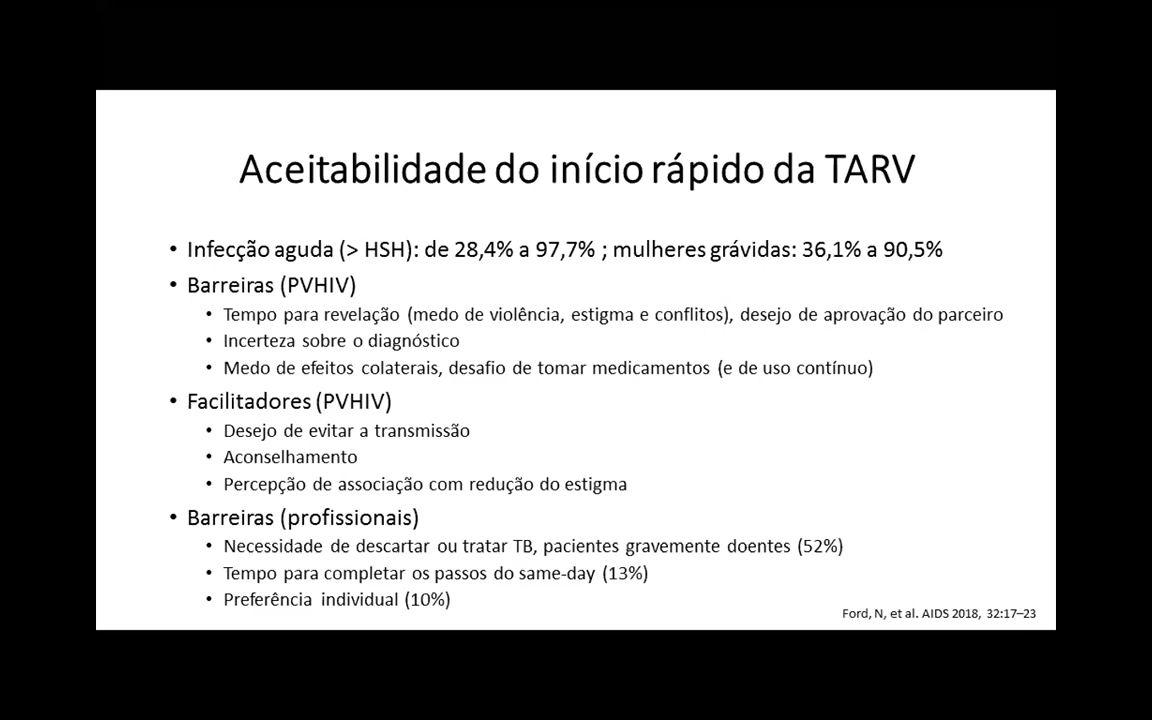 Aceitabilidade do início rápido da TARV
• Infecção aguda (> HSH): de 28,4% a 97,7% ; mulheres grávidas: 36,1% a 90,5%
• Barreiras (PVHIV)
• Tempo para revelação (medo de violência, estigma e conflitos), desejo de aprovação do parceiro
• Incerteza sobre o diagnóstico
• Medo de efeitos colaterais, desafio de tomar medicamentos (e de uso contínuo)
• Facilitadores (PVHIV)
• Desejo de evitar a transmissão
• Aconselhamento
• Percepção de associação com redução do estigma
• Barreiras (profissionais)
• Necessidade de descartar ou tratar TB, pacientes gravemente doentes (52%)
• Tempo para completar os passos do same-day (13%)
• Preferência individual (10%)
Ford, N, et al. AIDS 2018, 32:17–23